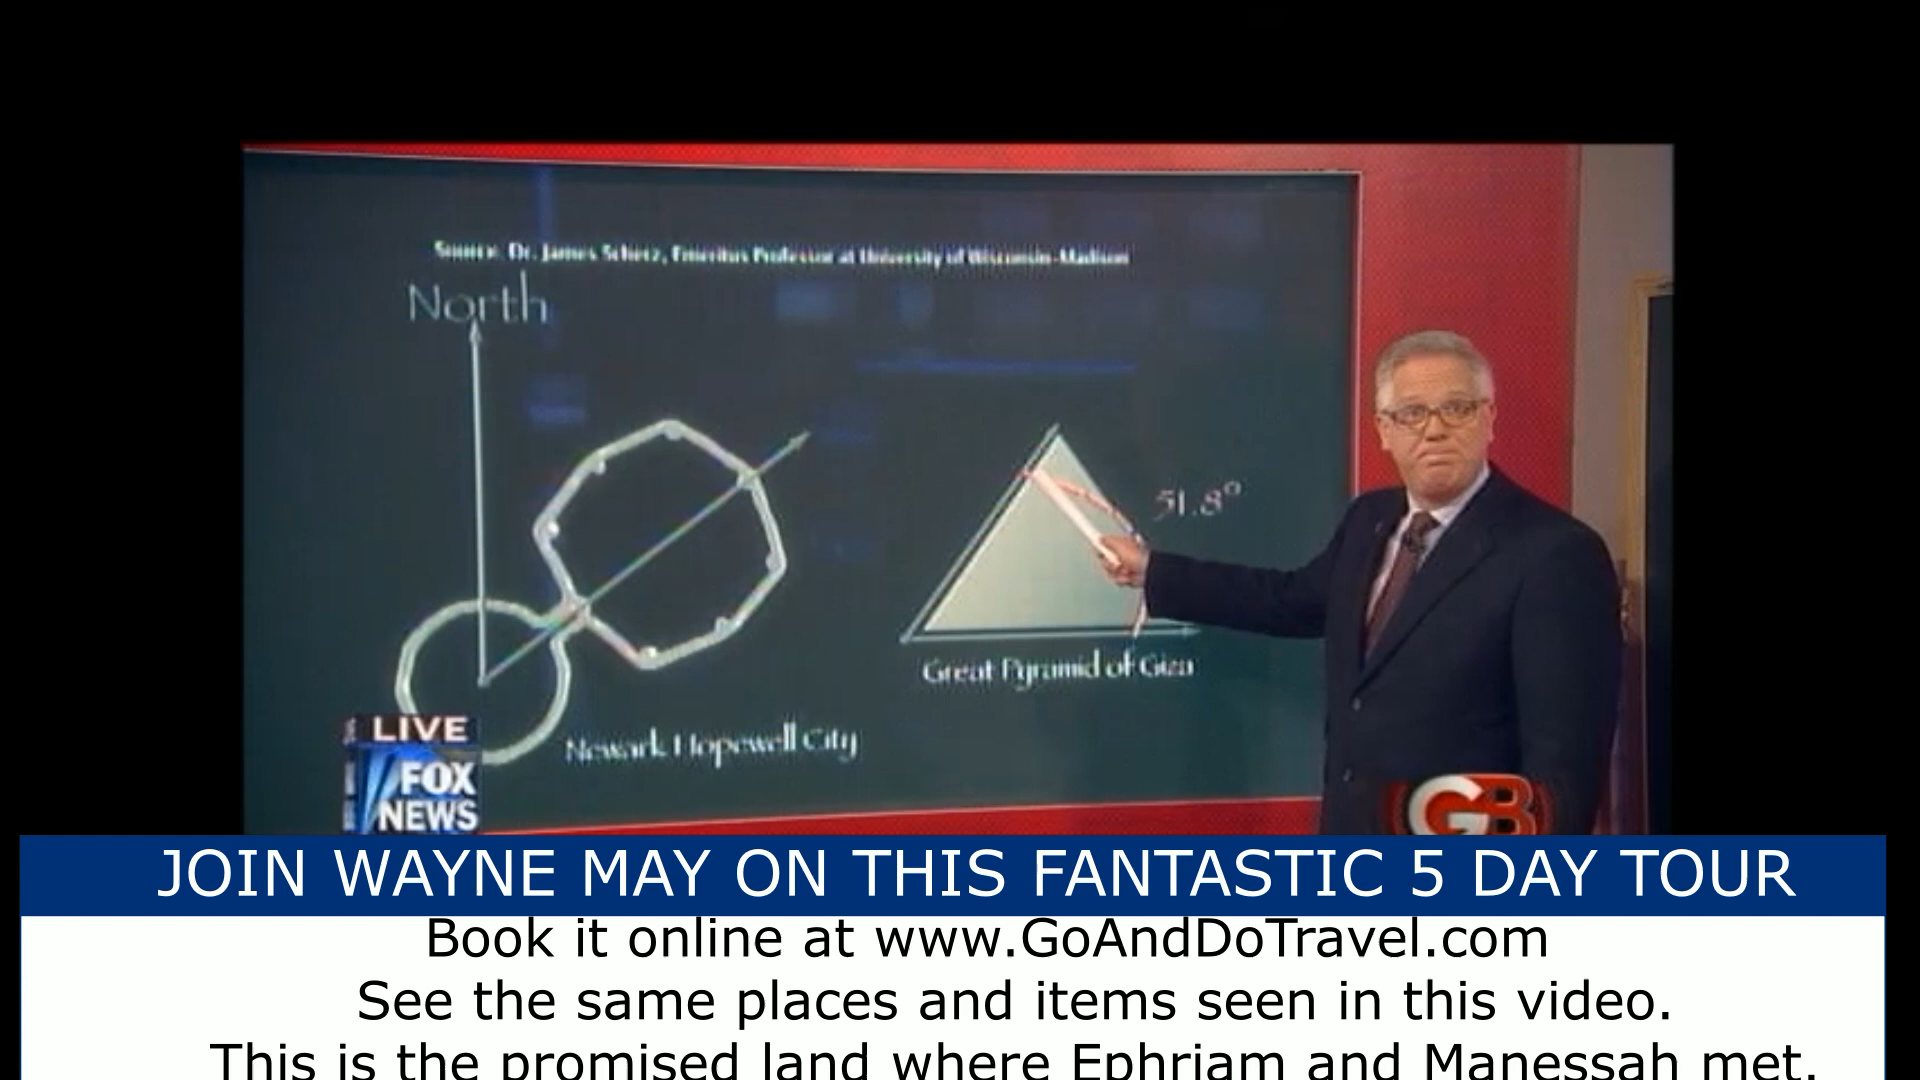 Source: Dr. James Scherz, Emeritus Professor at University of Wisconsin-Madison
North
51.8°
Great Pyramid of Giza
Newark Hopewell City
LIVE
FOX
NEWS
GB
JOIN WAYNE MAY ON THIS FANTASTIC 5 DAY TOUR
Book it online at www.GoAndDoTravel.com
See the same places and items seen in this video.
This is the promised land where Ephriam and Manessah met.